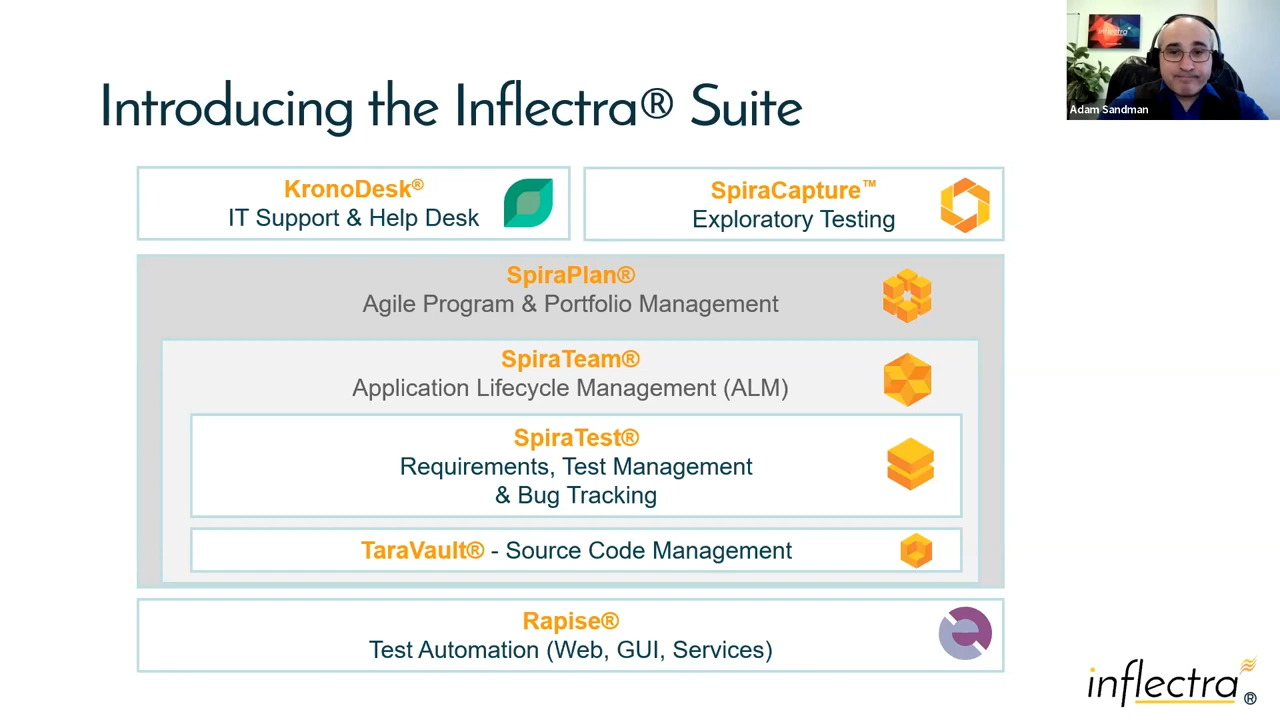 Introducing the Inflectra® Suite
inflectra
Adam Sandman
KronoDesk®
IT Support & Help Desk
SpiraCapture™
Exploratory Testing
SpiraPlan®
Agile Program & Portfolio Management
SpiraTeam®
Application Lifecycle Management (ALM)
SpiraTest®
Requirements, Test Management
& Bug Tracking
TaraVault® - Source Code Management
Rapise®
Test Automation (Web, GUI, Services)
inflectra®